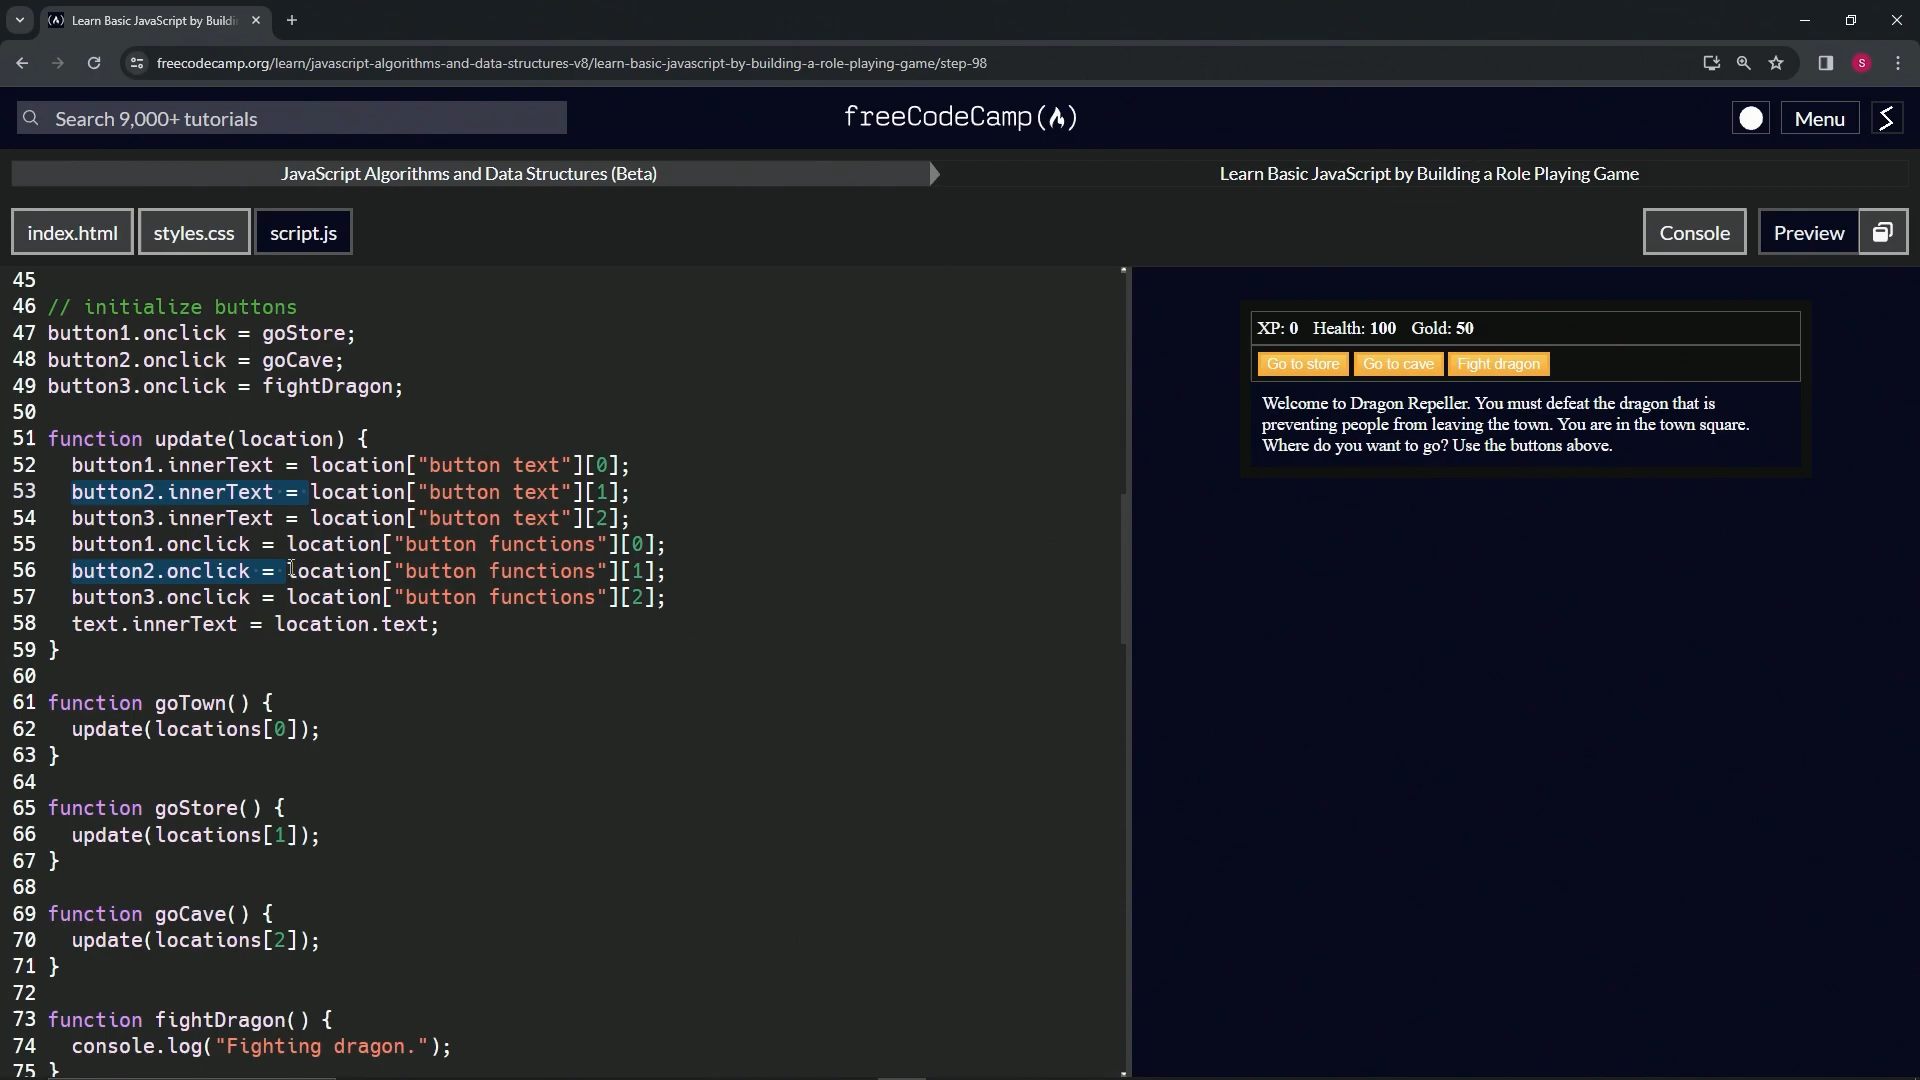 Learn Basic JavaScript by Buildi
freecodecamp.org/learn/javascript-algorithms-and-data-structures-v8/learn-basic-javascript-by-building-a-role-playing-game/step-98
S
Search 9,000+ tutorials
freeCodeCamp
Menu
JavaScript Algorithms and Data Structures (Beta)
Learn Basic JavaScript by Building a Role Playing Game
index.html
styles.css
script.js
Console
Preview
45
46 // initialize buttons
47 button1.onclick = goStore;
48 button2.onclick = goCave;
49 button3.onclick = fightDragon;
50
51 function update(location) {
52 button1.innerText = location["button text"][0];
53 button2.innerText = location["button text"][1];
54 button3.innerText = location["button text"][2];
55 button1.onclick = location["button functions"][0];
56 button2.onclick = location["button functions"][1];
57 button3.onclick = location["button functions"][2];
58 text.innerText = location.text;
59 }
60
61 function goTown() {
62 update(locations[0]);
63 }
64
65 function goStore() {
66 update(locations[1]);
67 }
68
69 function goCave() {
70 update(locations[2]);
71 }
72
73 function fightDragon() {
74 console.log("Fighting dragon.");
75 }
XP: 0 Health: 100 Gold: 50
Go to store Go to cave Fight dragon
Welcome to Dragon Repeller. You must defeat the dragon that is
preventing people from leaving the town. You are in the town square.
Where do you want to go? Use the buttons above.